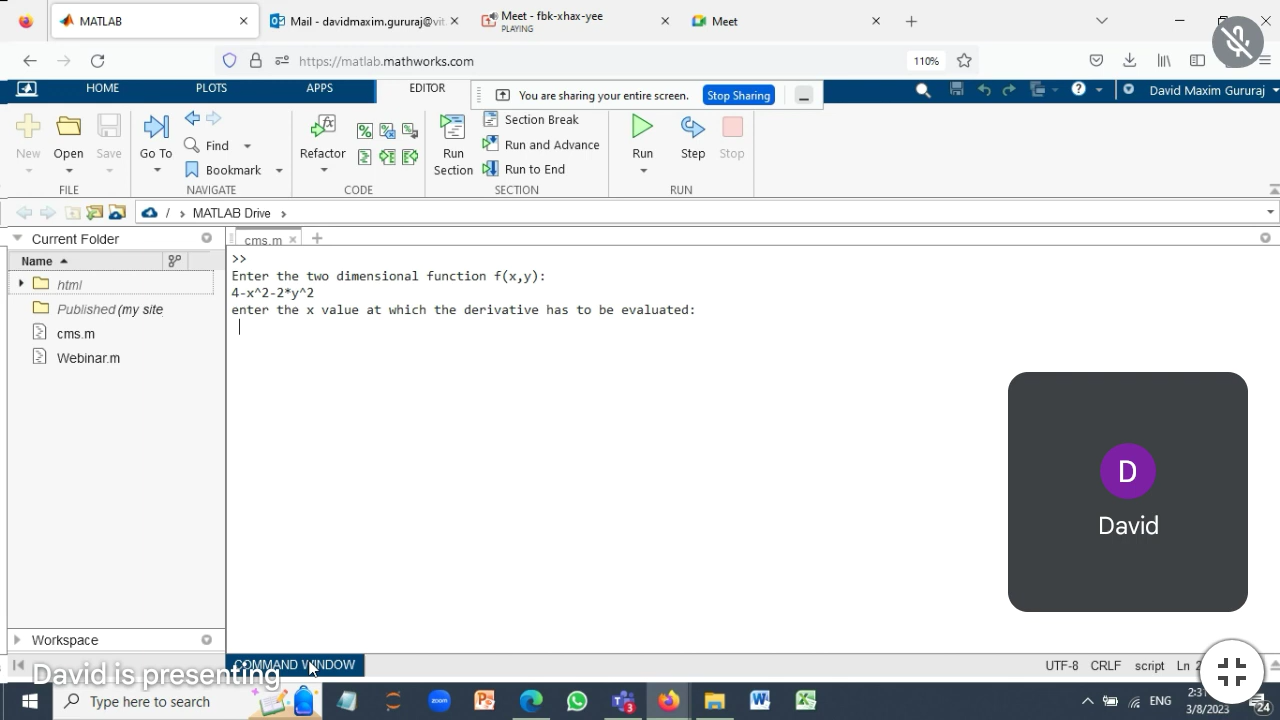 MATLAB
Mail - davidmaxim.gururaj@vit.
Meet - fbk-xhax-yee
PLAYING
Meet
https://matlab.mathworks.com
110%
HOME
PLOTS
APPS
EDITOR
You are sharing your entire screen.
Stop Sharing
David Maxim Gururaj
New
Open
Save
FILE
Go To
Find
Bookmark
NAVIGATE
Refactor
CODE
Run Section
Section Break
Run and Advance
Run to End
SECTION
Run
Step
Stop
RUN
/ › MATLAB Drive ›
Current Folder
Name
html
Published (my site
cms.m
Webinar.m
Workspace
cms.m
>>
Enter the two dimensional function f(x,y):
4-x^2-2*y^2
enter the x value at which the derivative has to be evaluated:
D
David
COMMAND WINDOW
David is presenting
UTF-8
CRLF
script
Ln
Type here to search
zoom
ENG
3/8/2023
24